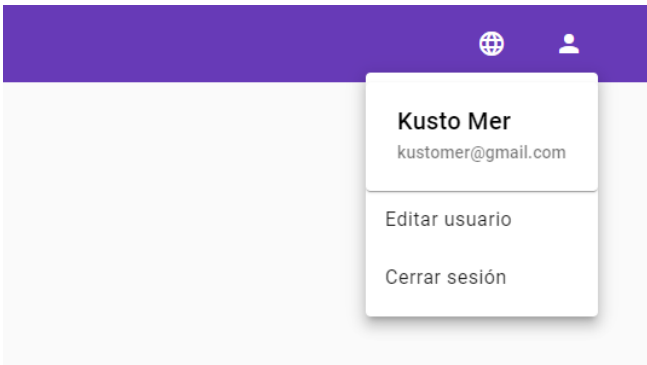 Kusto Mer
kustomer@gmail.com
Editar usuario
Cerrar sesión